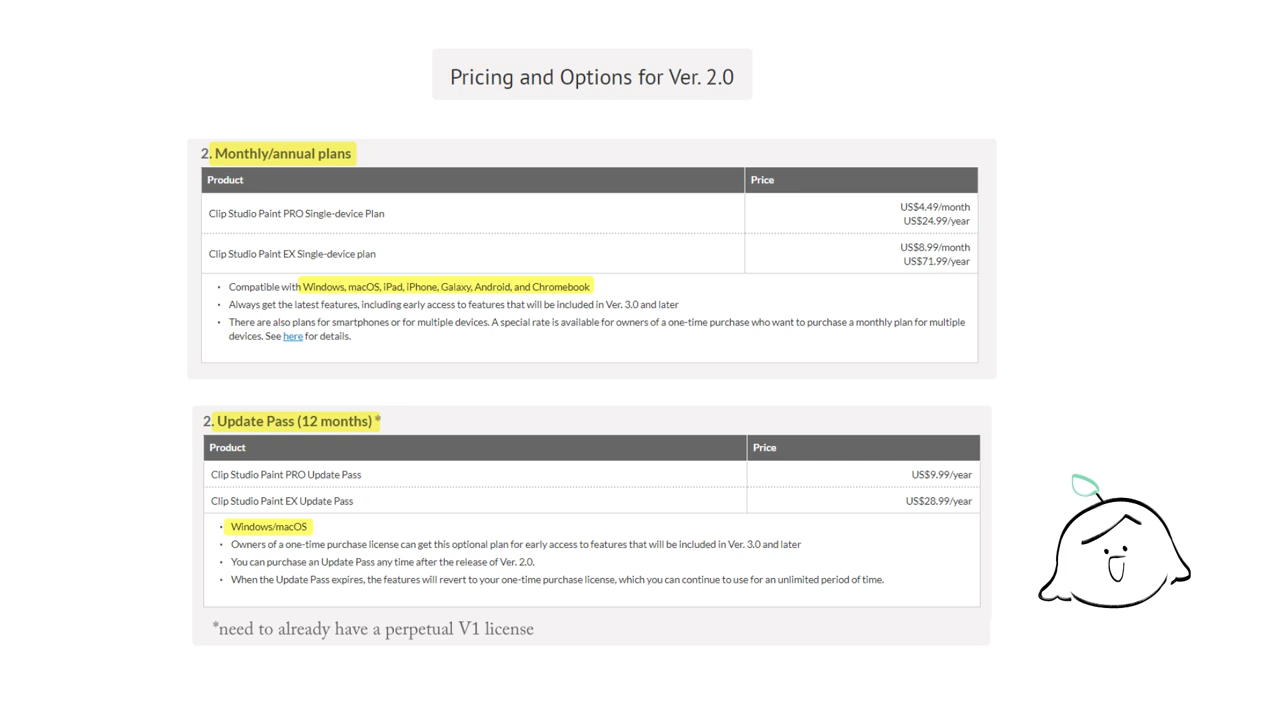 Pricing and Options for Ver. 2.0
2. Monthly/annual plans
Product Price
Clip Studio Paint PRO Single-device Plan US$4.49/month
US$24.99/year
Clip Studio Paint EX Single-device plan US$8.99/month
US$71.99/year
• Compatible with Windows, macOS, iPad, iPhone, Galaxy, Android, and Chromebook
• Always get the latest features, including early access to features that will be included in Ver. 3.0 and later
• There are also plans for smartphones or for multiple devices. A special rate is available for owners of a one-time purchase who want to purchase a monthly plan for multiple
devices. See here for details.
2. Update Pass (12 months) *
Product Price
Clip Studio Paint PRO Update Pass US$9.99/year
Clip Studio Paint EX Update Pass US$28.99/year
• Windows/macOS
• Owners of a one-time purchase license can get this optional plan for early access to features that will be included in Ver. 3.0 and later
• You can purchase an Update Pass any time after the release of Ver. 2.0.
• When the Update Pass expires, the features will revert to your one-time purchase license, which you can continue to use for an unlimited period of time.
*need to already have a perpetual V1 license